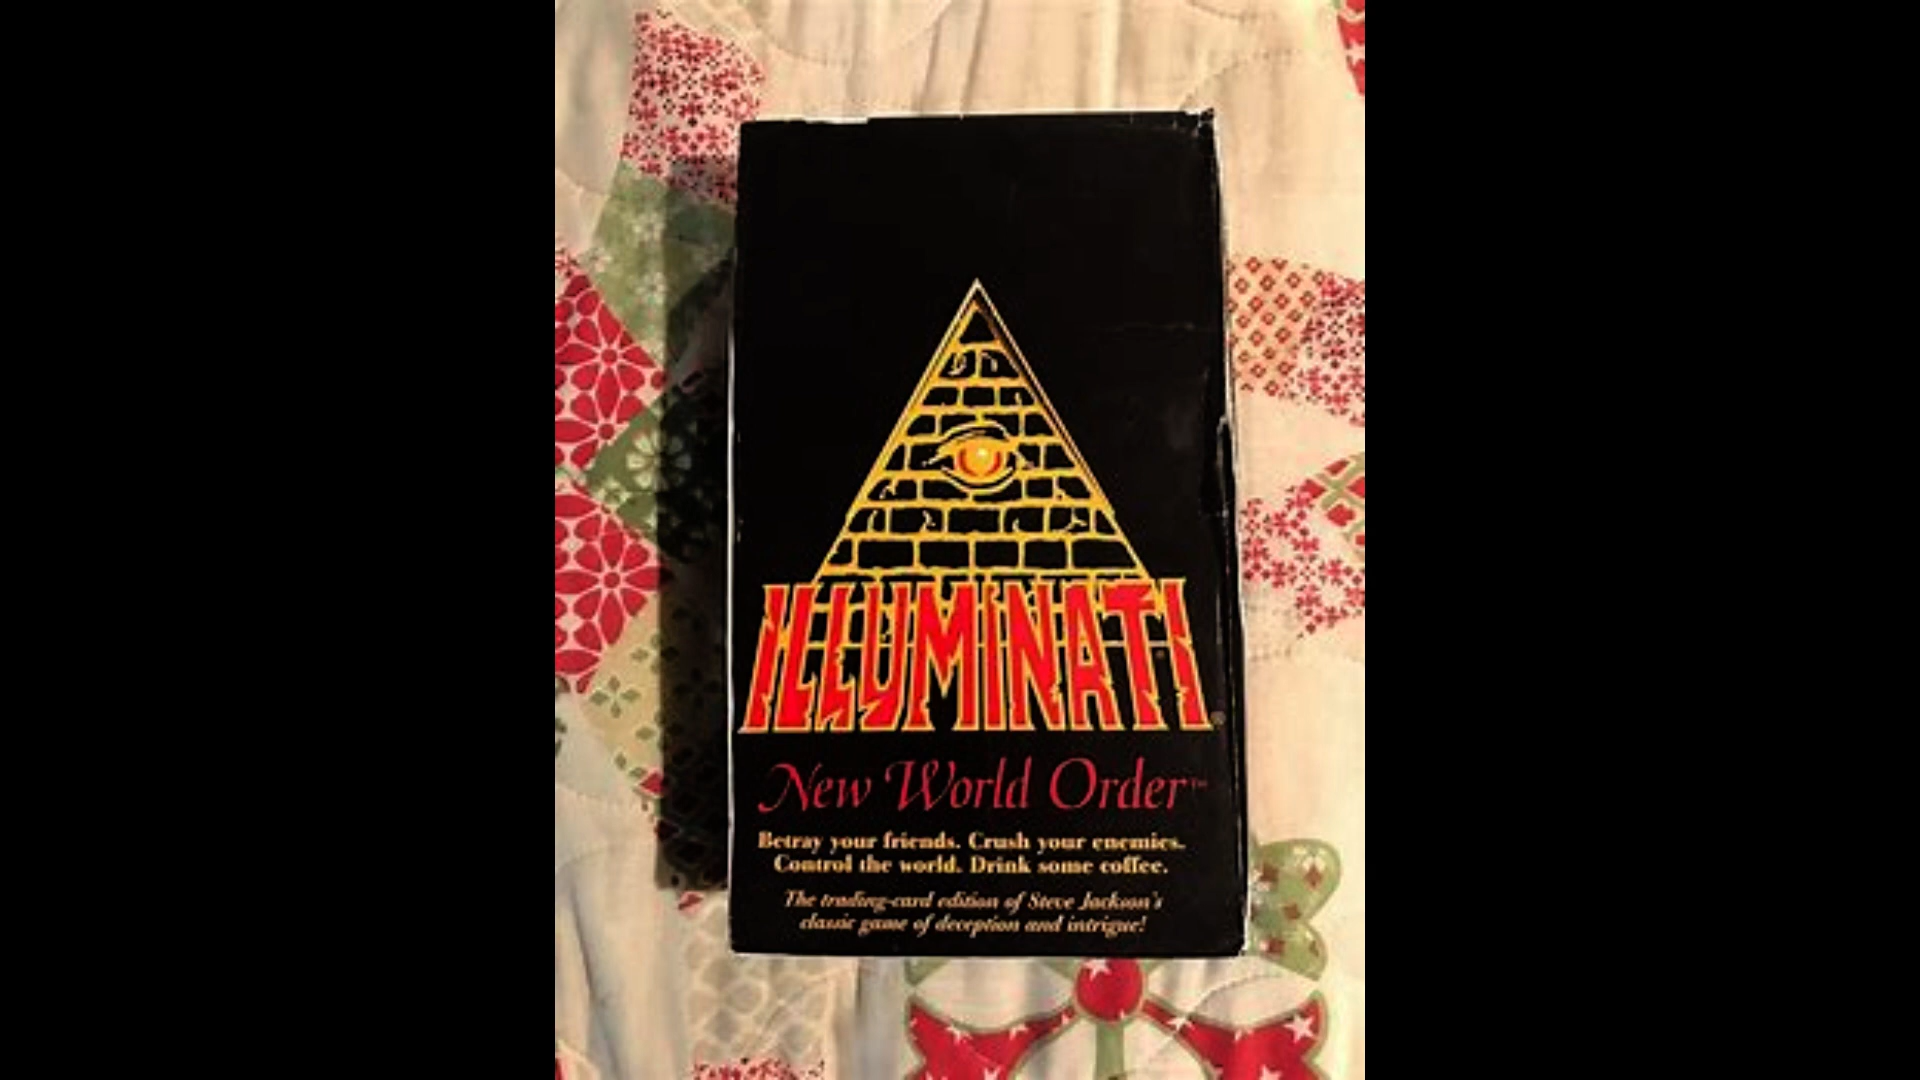 ILLUMINATI®
New World Order™
Betray your friends. Crush your enemies.
Control the world. Drink some coffee.
The trading-card edition of Steve Jackson's
classic game of deception and intrigue!